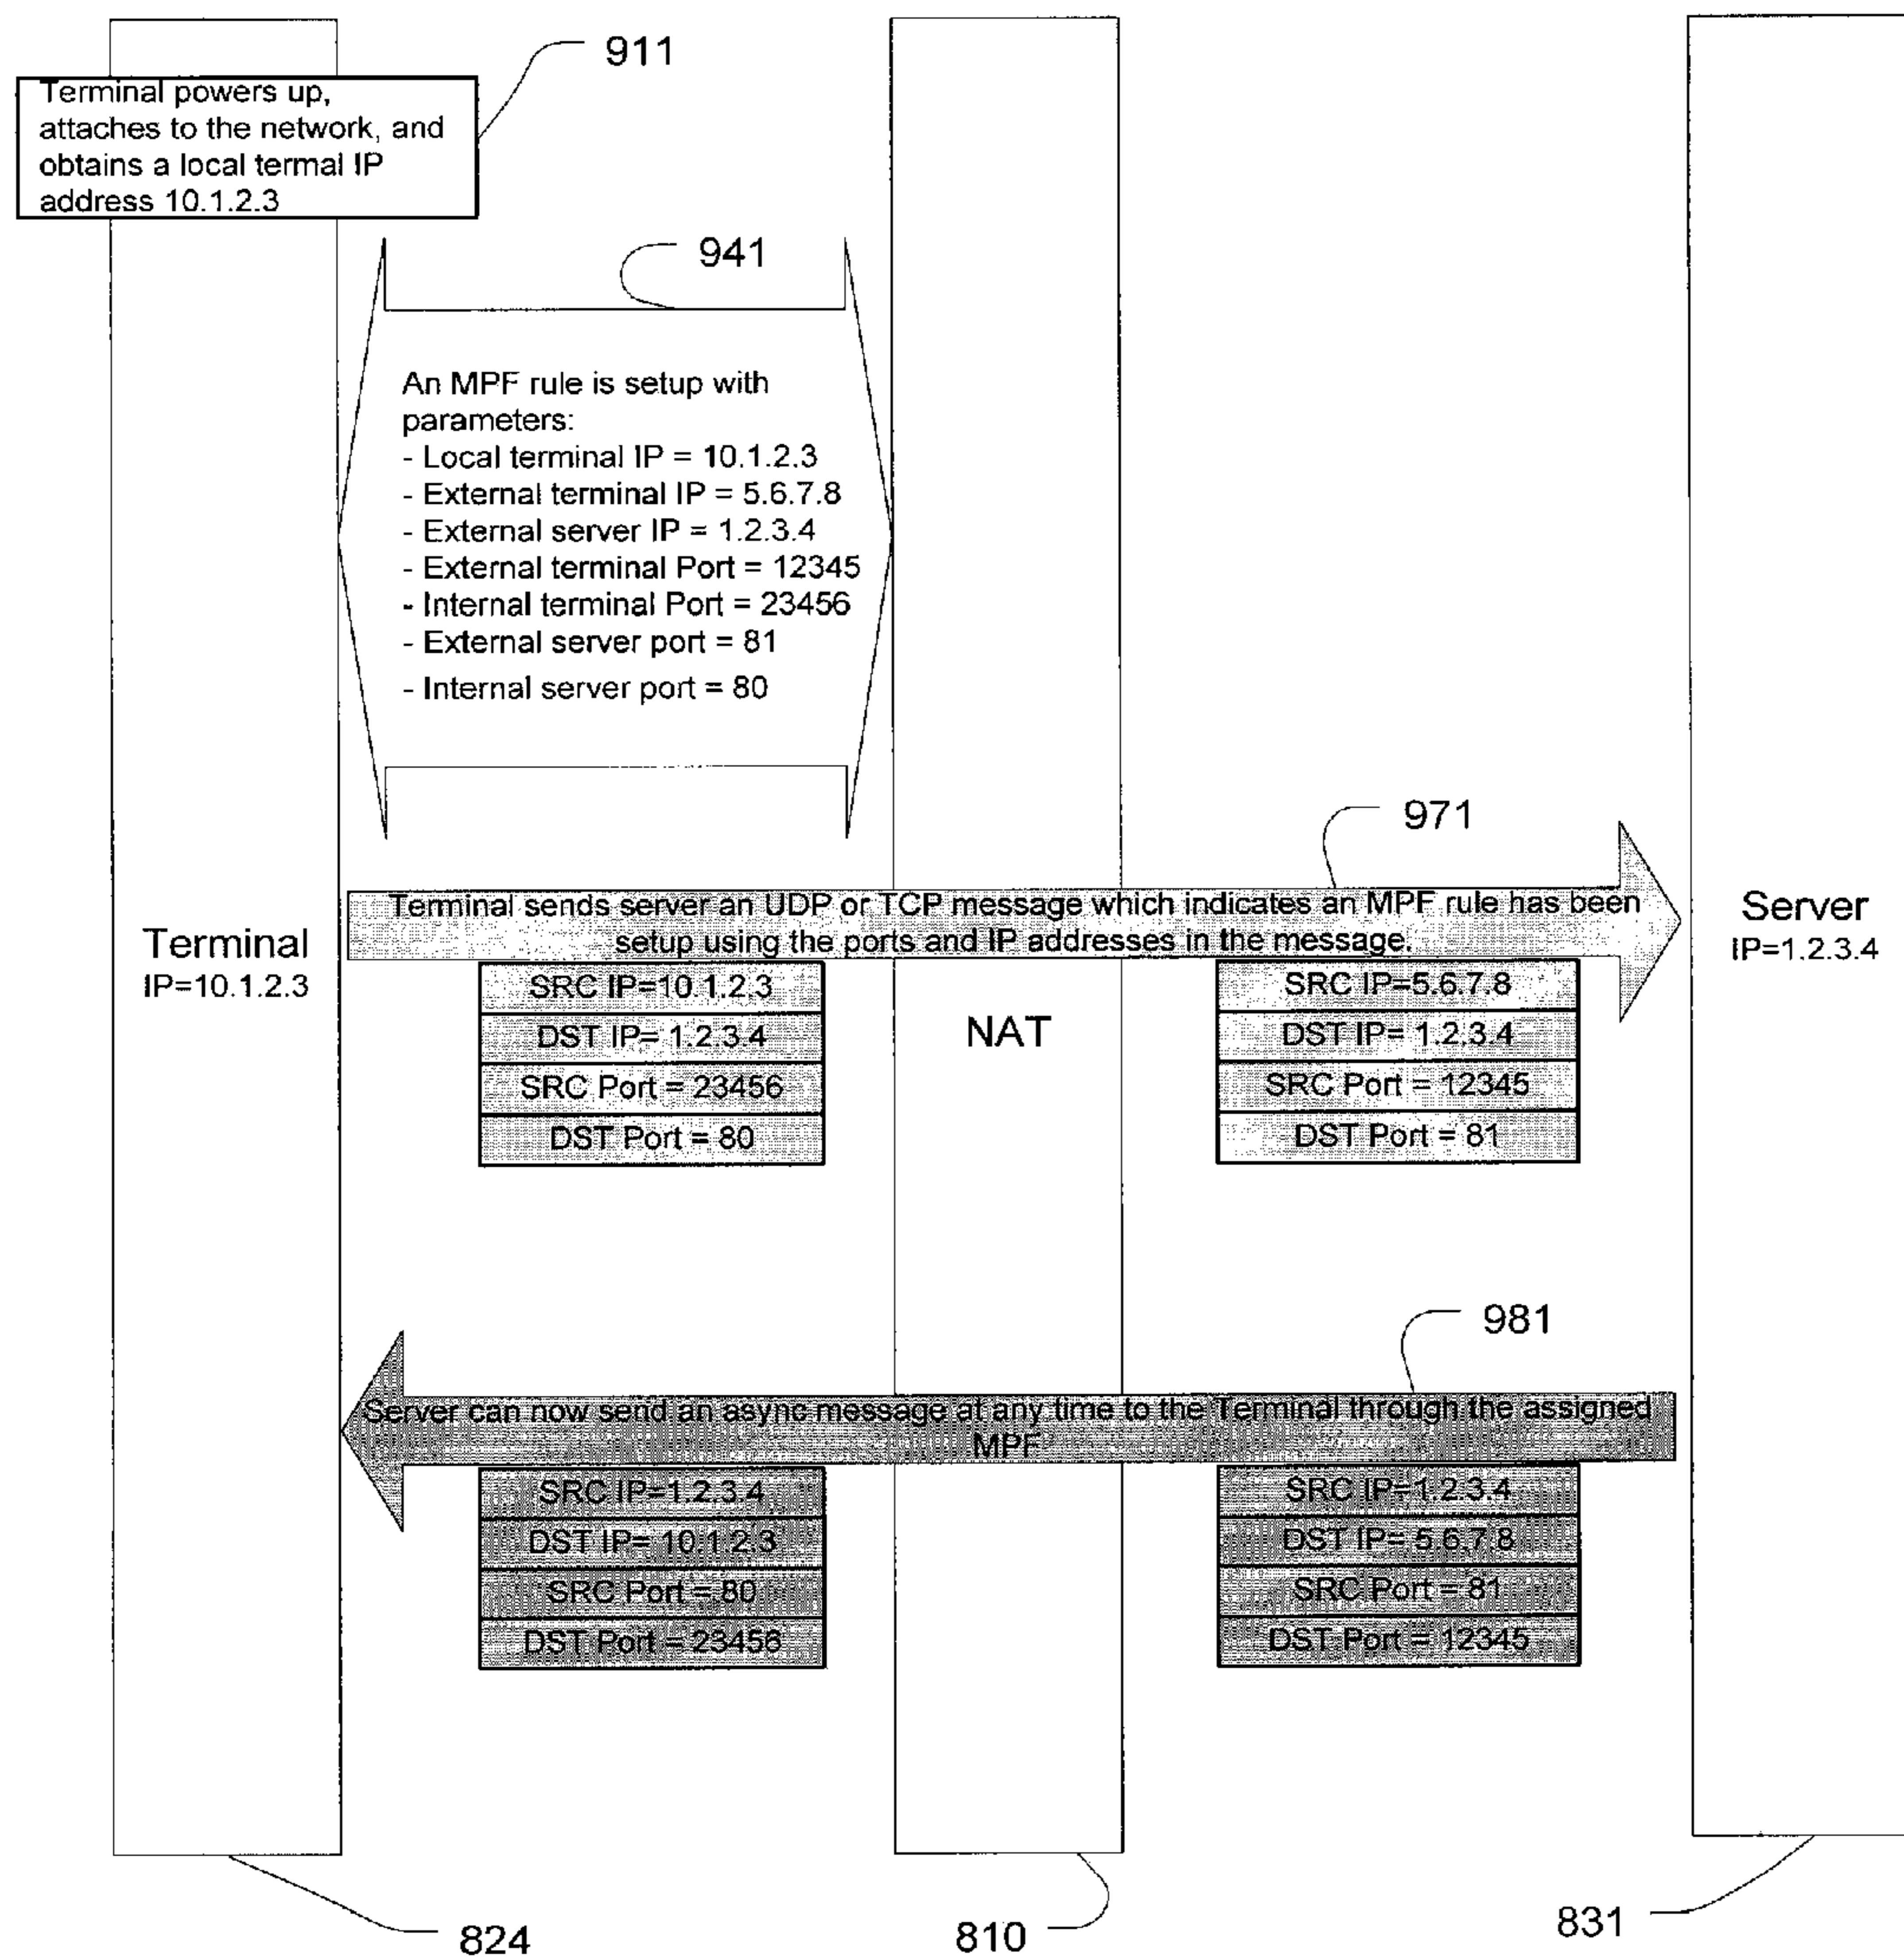 911
Terminal powers up,
attaches to the network, and
obtains a local termal IP
address 10.1.2.3
941
An MPF rule is setup with
parameters:
- Local terminal IP = 10.1.2.3
- External terminal IP = 5.6.7.8
- External server IP = 1.2.3.4
- External terminal Port = 12345
- Internal terminal Port = 23456
- External server port = 81
- Internal server port = 80
971
Terminal sends server an UDP or TCP message which indicates an MPF rule has been
setup using the ports and IP addresses in the message.
Terminal
IP=10.1.2.3
Server
IP=1.2.3.4
NAT
SRC IP=10.1.2.3
DST IP= 1.2.3.4
SRC Port = 23456
DST Port = 80
SRC IP=5.6.7.8
DST IP= 1.2.3.4
SRC Port = 12345
DST Port = 81
981
Server can now send an async message at any time to the Terminal through the assigned
MPF
SRC IP=1.2.3.4
DST IP= 10.1.2.3
SRC Port = 80
DST Port = 23456
SRC IP=1.2.3.4
DST IP= 5.6.7.8
SRC Port = 81
DST Port = 12345
824
810
831